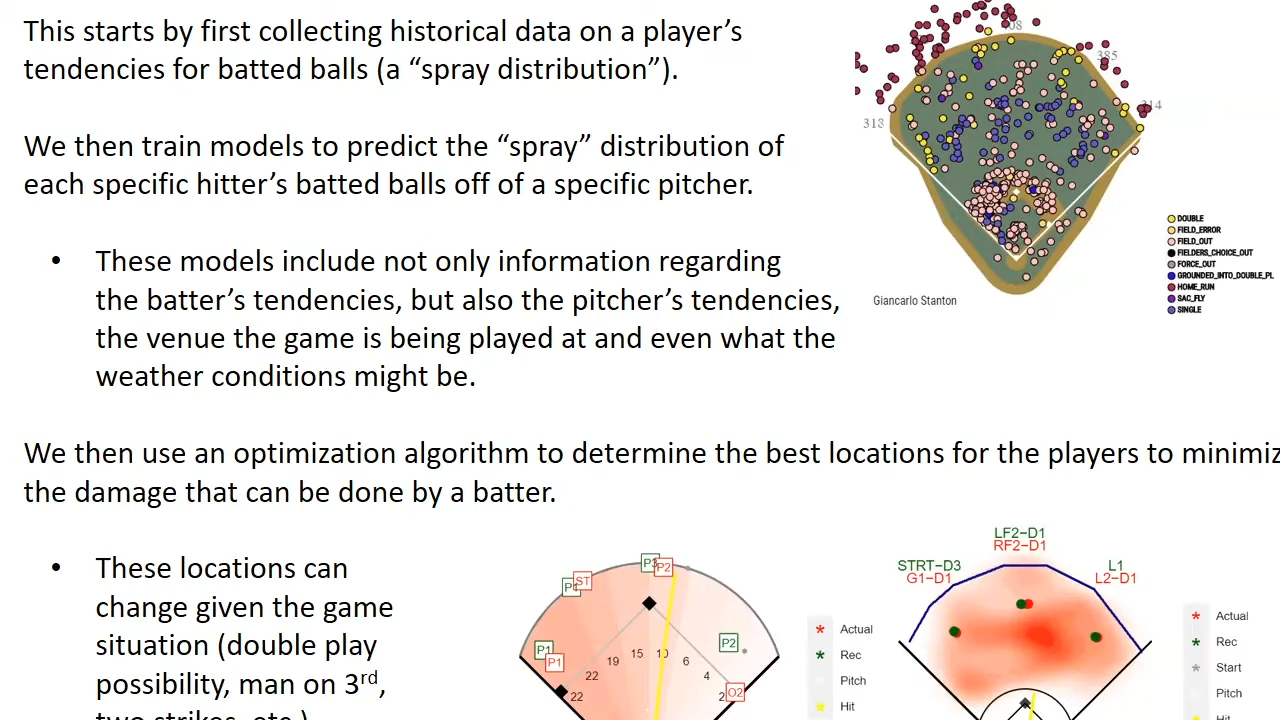 This starts by first collecting historical data on a player’s
tendencies for batted balls (a “spray distribution”).
We then train models to predict the “spray” distribution of
each specific hitter’s batted balls off of a specific pitcher.
• These models include not only information regarding
the batter’s tendencies, but also the pitcher’s tendencies,
the venue the game is being played at and even what the
weather conditions might be.
We then use an optimization algorithm to determine the best locations for the players to minimiz
the damage that can be done by a batter.
• These locations can
change given the game
situation (double play
possibility, man on 3rd,
two strikes, etc.)
385
318
DOUBLE
FIELD_ERROR
FIELD_OUT
FIELDERS_CHOICE_OUT
FORCE_OUT
GROUNDED_INTO_DOUBLE_PL
HOME_RUN
SAC_FLY
SINGLE
Giancarlo Stanton
P3 P2
ST
P1
P1
P2
O2
22 22 19 15 10 6 4 2
Actual
Rec
Pitch
Hit
LF2-D1
RF2-D1
STRT-D3
G1-D1
L1
L2-D1
Actual
Rec
Start
Pitch
Hit